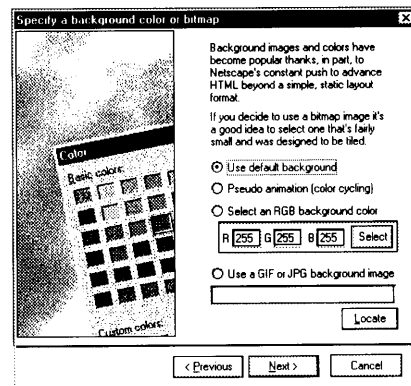 Specify a background color or bitmap
Background images and colors have
become popular thanks, in part, to
Netscape's constant push to advance
HTML beyond a simple, static layout
format.
If you decide to use a bitmap image it's
a good idea to select one that's fairly
small and was designed to be tiled.
Color
Basic colors:
Custom colors:
Use default background
Pseudo animation (color cycling)
Select an RGB background color
R 255 G 255 B 255 Select
Use a GIF or JPG background image
Locate
< Previous Next > Cancel